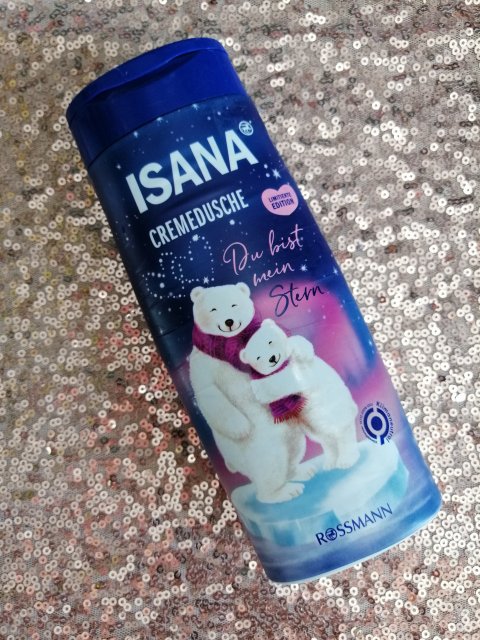 ISANA
CREMEDUSCHE
LIMITIERTE
EDITION
Du bist
mein
Stern
ROSSMANN